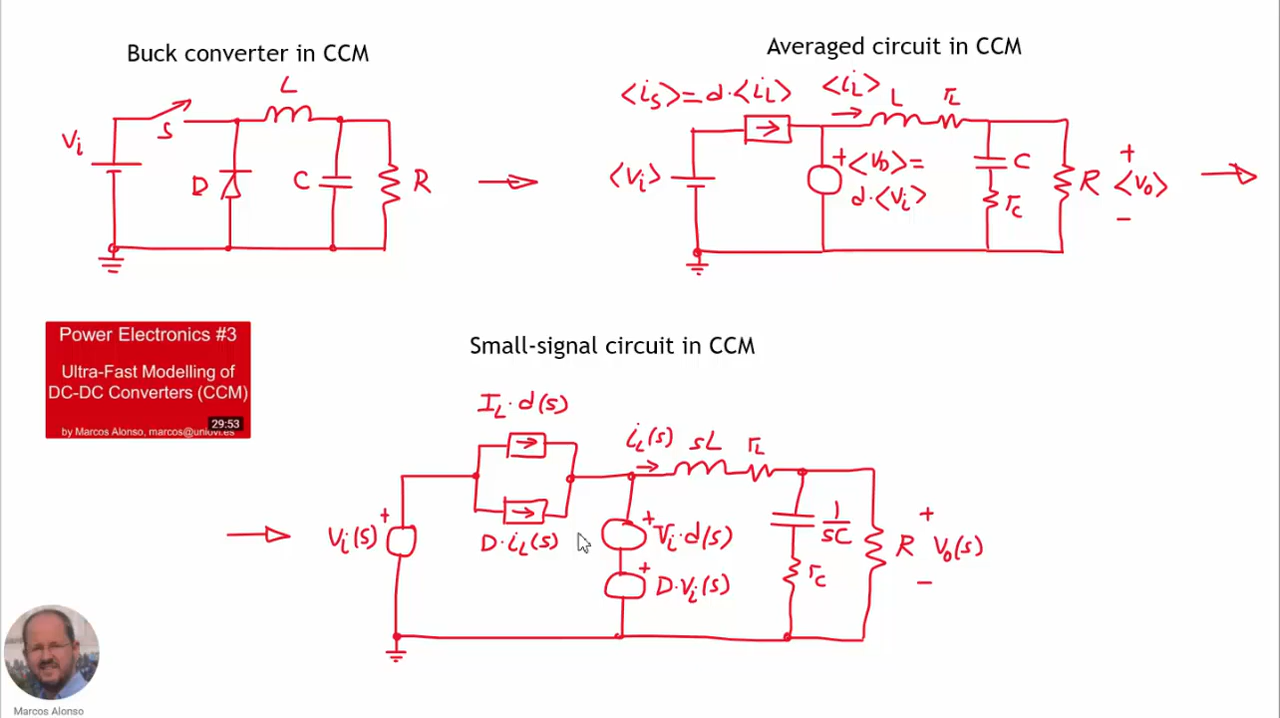 Buck converter in CCM
Averaged circuit in CCM
L
Vi
S
D
C
R
<is>=d·<iL>
<iL>
L
rL
<vi>
+<vD>=
d·<vi>
C
rC
R
+
<vo>
-
Power Electronics #3
Ultra-Fast Modelling of
DC-DC Converters (CCM)
29:53
by Marcos Alonso, marcos@uniovi.es
Small-signal circuit in CCM
IL·d(s)
iL(s)
sL
rL
Vi(s)
+
D·iL(s)
+
Vi·d(s)
+
D·Vi(s)
1/sC
rC
R
+
Vo(s)
-
Marcos Alonso